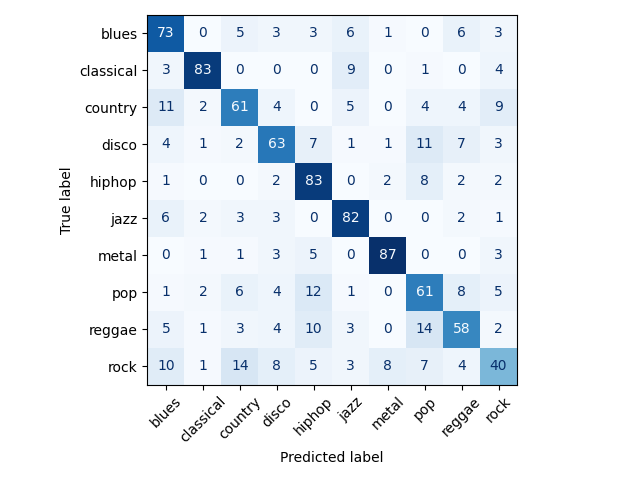 blues 73 0 5 3 3 6 1 0 6 3
classical 3 83 0 0 0 9 0 1 0 4
country 11 2 61 4 0 5 0 4 4 9
disco 4 1 2 63 7 1 1 11 7 3
hiphop 1 0 0 2 83 0 2 8 2 2
jazz 6 2 3 3 0 82 0 0 2 1
metal 0 1 1 3 5 0 87 0 0 3
pop 1 2 6 4 12 1 0 61 8 5
reggae 5 1 3 4 10 3 0 14 58 2
rock 10 1 14 8 5 3 8 7 4 40
True label
blues classical country disco hiphop jazz metal pop reggae rock
Predicted label